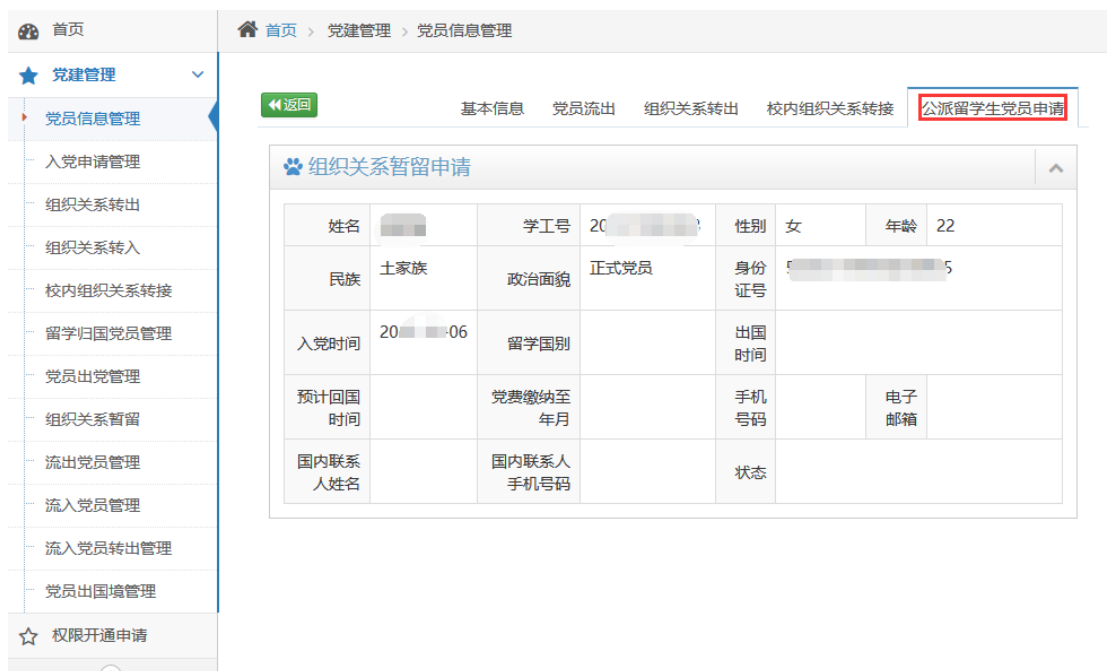 首页
党建管理
党员信息管理
入党申请管理
组织关系转出
组织关系转入
校内组织关系转接
留学归国党员管理
党员出党管理
组织关系暂留
流出党员管理
流入党员管理
流入党员转出管理
党员出国境管理
权限开通申请
首页 > 党建管理 > 党员信息管理
返回 基本信息 党员流出 组织关系转出 校内组织关系转接 公派留学生党员申请
组织关系暂留申请
姓名 学工号 20 性别 女 年龄 22
民族 土家族 政治面貌 正式党员 身份
证号 5
入党时间 20 -06 留学国别 出国
时间
预计回国
时间 党费缴纳至
年月 手机
号码 电子
邮箱
国内联系
人姓名 国内联系人
手机号码 状态